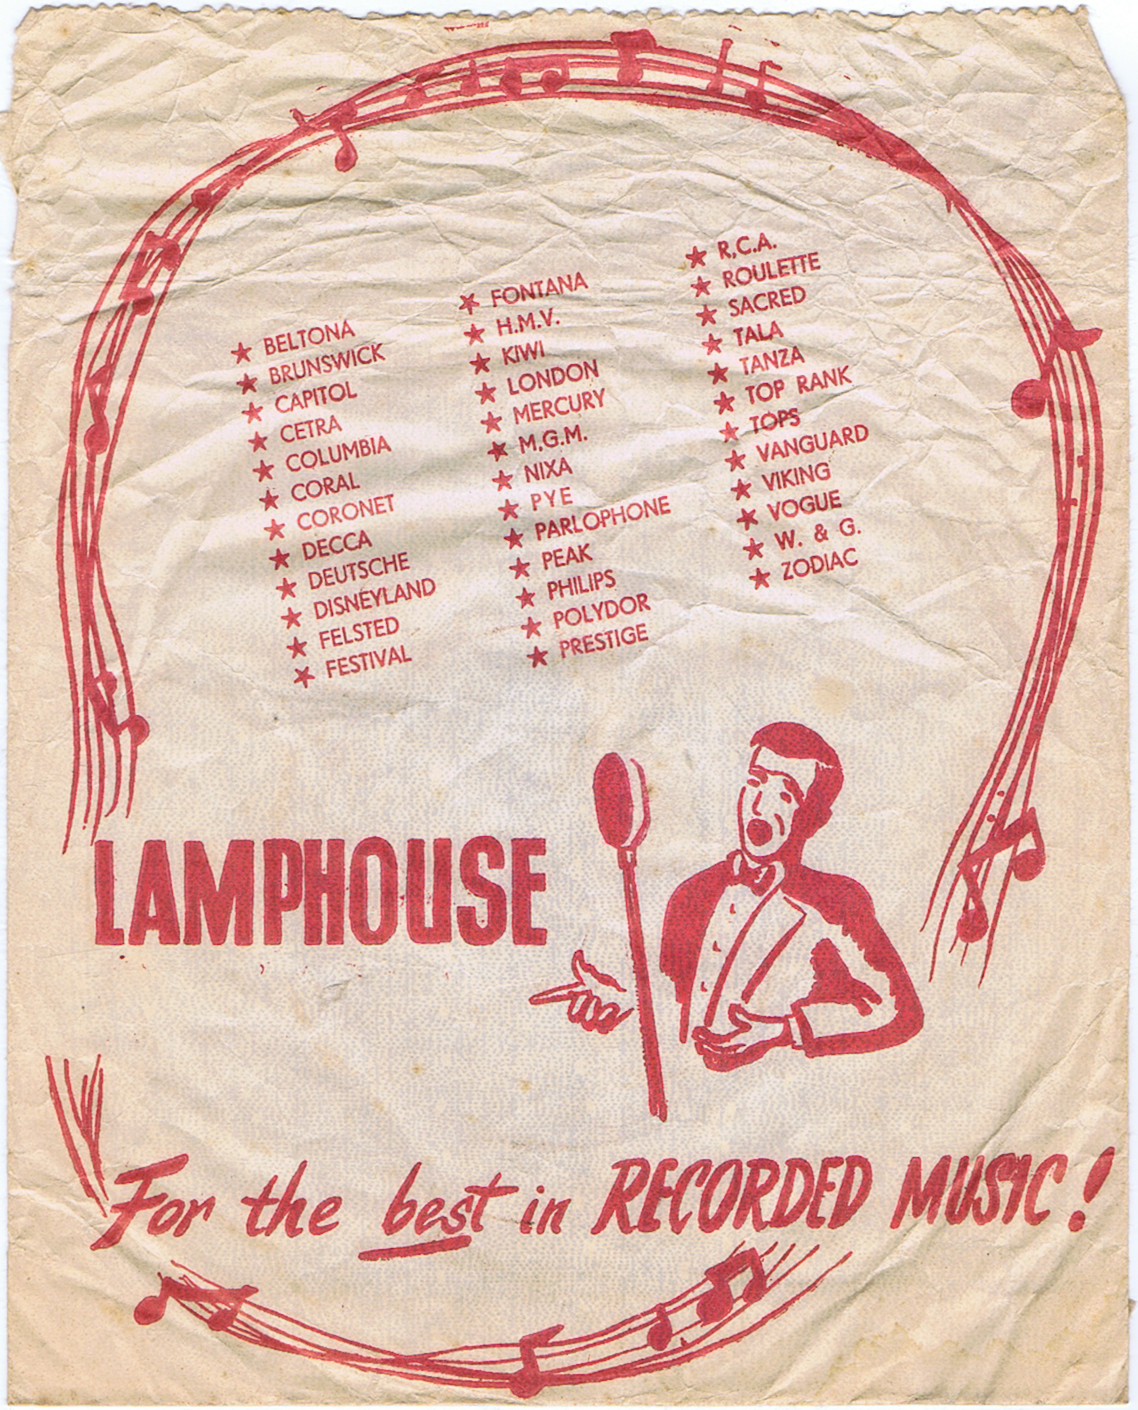 ★ BELTONA
★ BRUNSWICK
★ CAPITOL
★ CETRA
★ COLUMBIA
★ CORAL
★ CORONET
★ DECCA
★ DEUTSCHE
★ DISNEYLAND
★ FELSTED
★ FESTIVAL
★ FONTANA
★ H.M.V.
★ KIWI
★ LONDON
★ MERCURY
★ M.G.M.
★ NIXA
★ PYE
★ PARLOPHONE
★ PEAK
★ PHILIPS
★ POLYDOR
★ PRESTIGE
★ R.C.A.
★ ROULETTE
★ SACRED
★ TALA
★ TANZA
★ TOP RANK
★ TOPS
★ VANGUARD
★ VIKING
★ VOGUE
★ W. & G.
★ ZODIAC
LAMPHOUSE
For the best in RECORDED MUSIC!